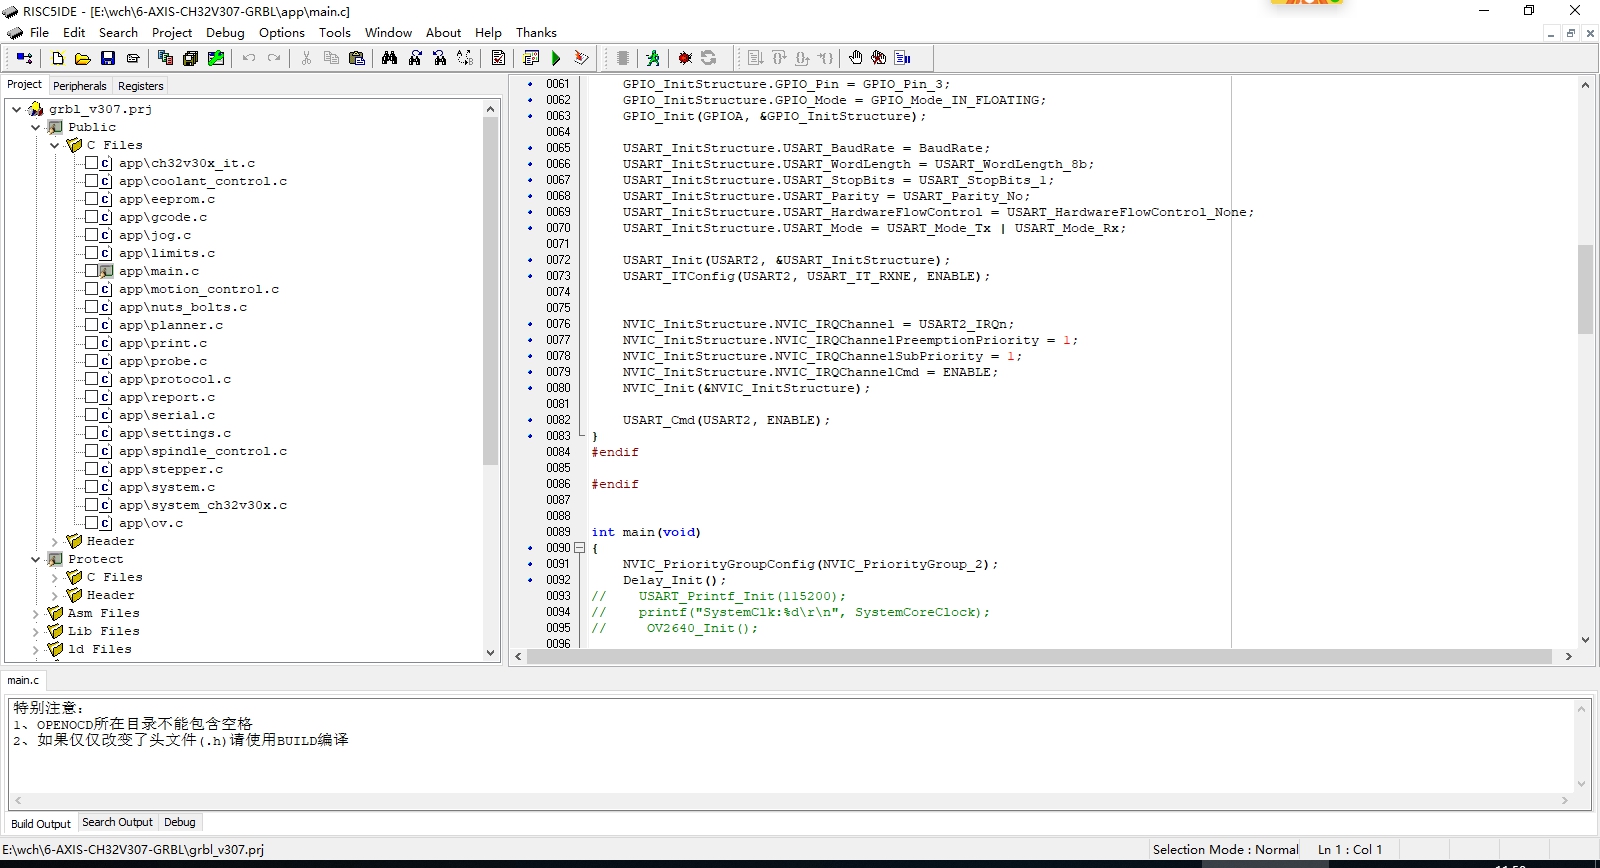 RISC5IDE - [E:\wch\6-AXIS-CH32V307-GRBL\app\main.c]
File Edit Search Project Debug Options Tools Window About Help Thanks
Project Peripherals Registers
grbl_v307.prj
Public
C Files
app\ch32v30x_it.c
app\coolant_control.c
app\eeprom.c
app\gcode.c
app\jog.c
app\limits.c
app\main.c
app\motion_control.c
app\nuts_bolts.c
app\planner.c
app\print.c
app\probe.c
app\protocol.c
app\report.c
app\serial.c
app\settings.c
app\spindle_control.c
app\stepper.c
app\system.c
app\system_ch32v30x.c
app\ov.c
Header
Protect
C Files
Header
Asm Files
Lib Files
ld Files
0061 GPIO_InitStructure.GPIO_Pin = GPIO_Pin_3;
0062 GPIO_InitStructure.GPIO_Mode = GPIO_Mode_IN_FLOATING;
0063 GPIO_Init(GPIOA, &GPIO_InitStructure);
0064
0065 USART_InitStructure.USART_BaudRate = BaudRate;
0066 USART_InitStructure.USART_WordLength = USART_WordLength_8b;
0067 USART_InitStructure.USART_StopBits = USART_StopBits_1;
0068 USART_InitStructure.USART_Parity = USART_Parity_No;
0069 USART_InitStructure.USART_HardwareFlowControl = USART_HardwareFlowControl_None;
0070 USART_InitStructure.USART_Mode = USART_Mode_Tx | USART_Mode_Rx;
0071
0072 USART_Init(USART2, &USART_InitStructure);
0073 USART_ITConfig(USART2, USART_IT_RXNE, ENABLE);
0074
0075
0076 NVIC_InitStructure.NVIC_IRQChannel = USART2_IRQn;
0077 NVIC_InitStructure.NVIC_IRQChannelPreemptionPriority = 1;
0078 NVIC_InitStructure.NVIC_IRQChannelSubPriority = 1;
0079 NVIC_InitStructure.NVIC_IRQChannelCmd = ENABLE;
0080 NVIC_Init(&NVIC_InitStructure);
0081
0082 USART_Cmd(USART2, ENABLE);
0083 }
0084 #endif
0085
0086 #endif
0087
0088
0089 int main(void)
0090 {
0091 NVIC_PriorityGroupConfig(NVIC_PriorityGroup_2);
0092 Delay_Init();
0093 // USART_Printf_Init(115200);
0094 // printf("SystemClk:%d\r\n", SystemCoreClock);
0095 // OV2640_Init();
0096
main.c
特别注意：
1、OPENOCD所在目录不能包含空格
2、如果仅仅改变了头文件(.h)请使用BUILD编译
Build Output Search Output Debug
E:\wch\6-AXIS-CH32V307-GRBL\grbl_v307.prj Selection Mode : Normal Ln 1 : Col 1